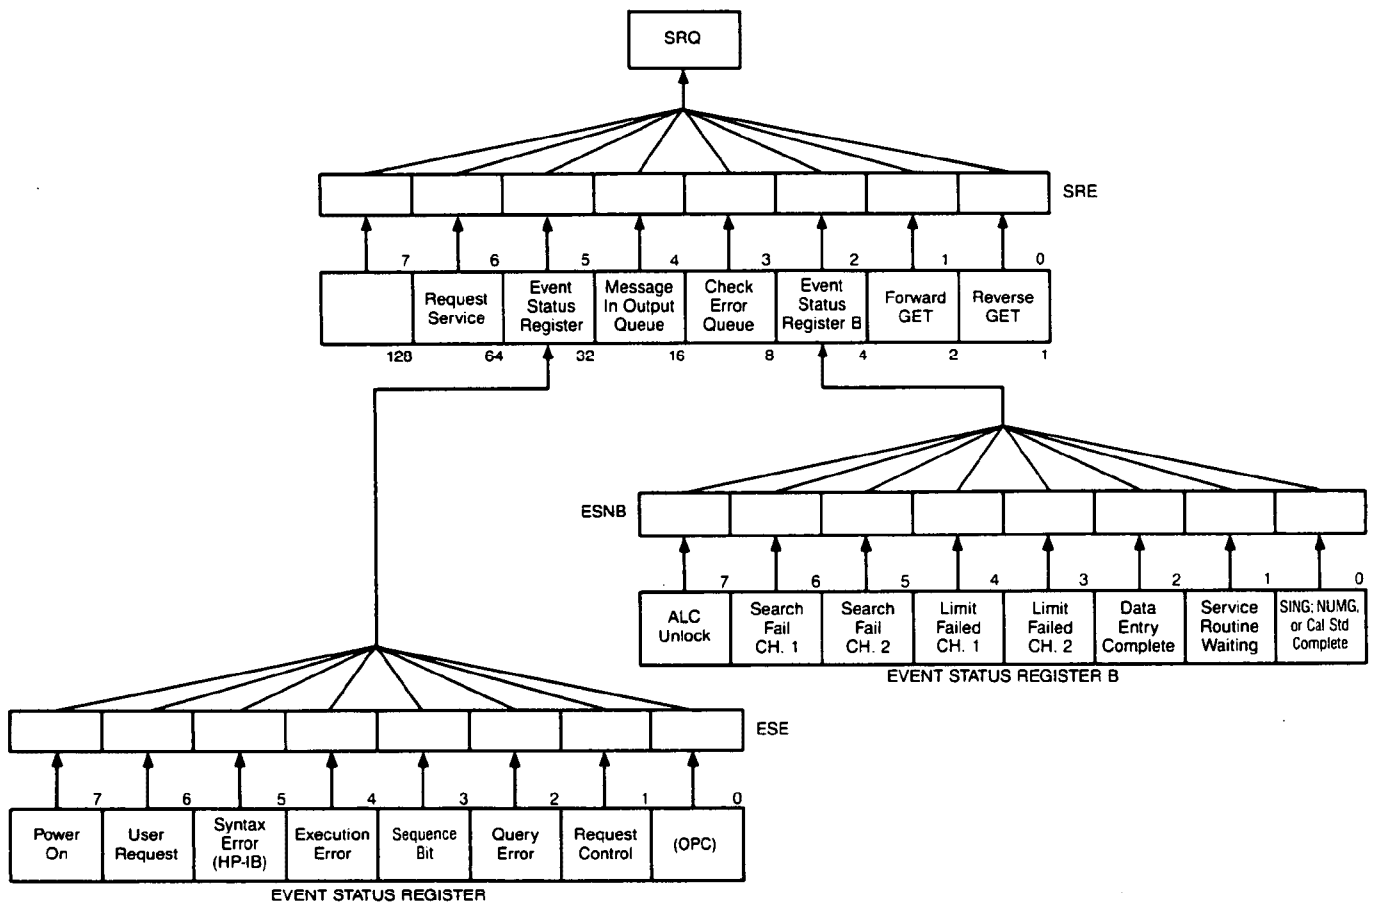 SRQ
SRE
7 6 5 4 3 2 1 0
Request
Service
Event
Status
Register
Message
In Output
Queue
Check
Error
Queue
Event
Status
Register B
Forward
GET
Reverse
GET
128 64 32 16 8 4 2 1
ESNB
7 6 5 4 3 2 1 0
ALC
Unlock
Search
Fail
CH. 1
Search
Fail
CH. 2
Limit
Failed
CH. 1
Limit
Failed
CH. 2
Data
Entry
Complete
Service
Routine
Waiting
SING; NUMG,
or Cal Std
Complete
EVENT STATUS REGISTER B
ESE
7 6 5 4 3 2 1 0
Power
On
User
Request
Syntax
Error
(HP-IB)
Execution
Error
Sequence
Bit
Query
Error
Request
Control
(OPC)
EVENT STATUS REGISTER